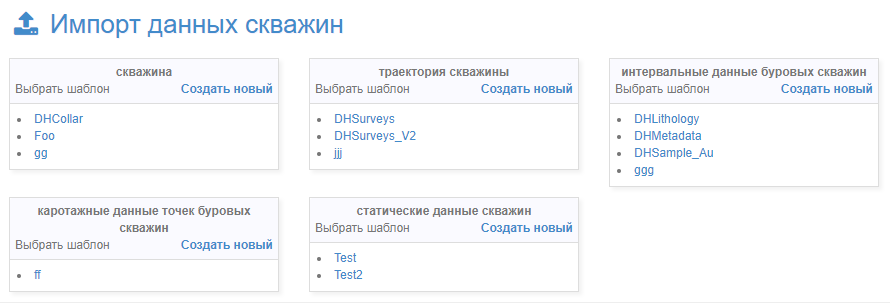 Импорт данных скважин
скважина
Выбрать шаблон Создать новый
DHCollar
Foo
gg
траектория скважины
Выбрать шаблон Создать новый
DHSurveys
DHSurveys_V2
jjj
интервальные данные буровых скважин
Выбрать шаблон Создать новый
DHLithology
DHMetadata
DHSample_Au
ggg
каротажные данные точек буровых
скважин
Выбрать шаблон Создать новый
ff
статические данные скважин
Выбрать шаблон Создать новый
Test
Test2